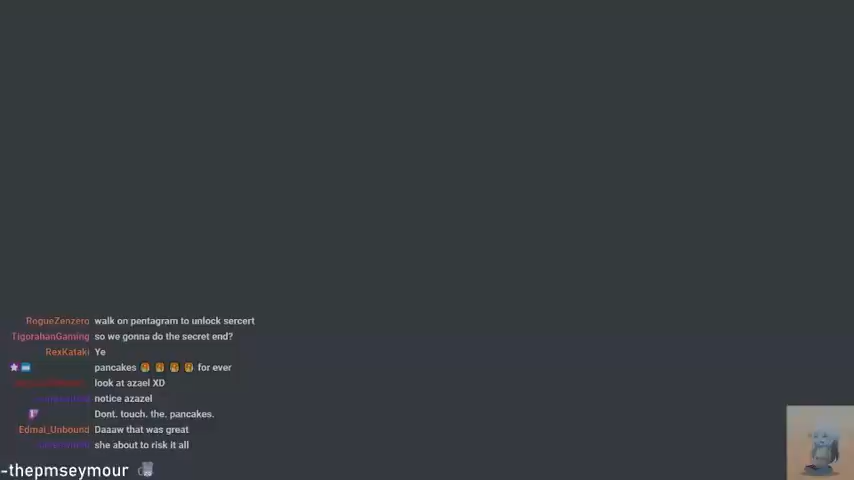 RogueZenzero walk on pentagram to unlock sercert
TigorahanGaming so we gonna do the secret end?
RexKataki Ye
pancakes for ever
look at azael XD
notice azazel
Dont. touch. the. pancakes.
Edmai_Unbound Daaaw that was great
she about to risk it all
-thepmseymour